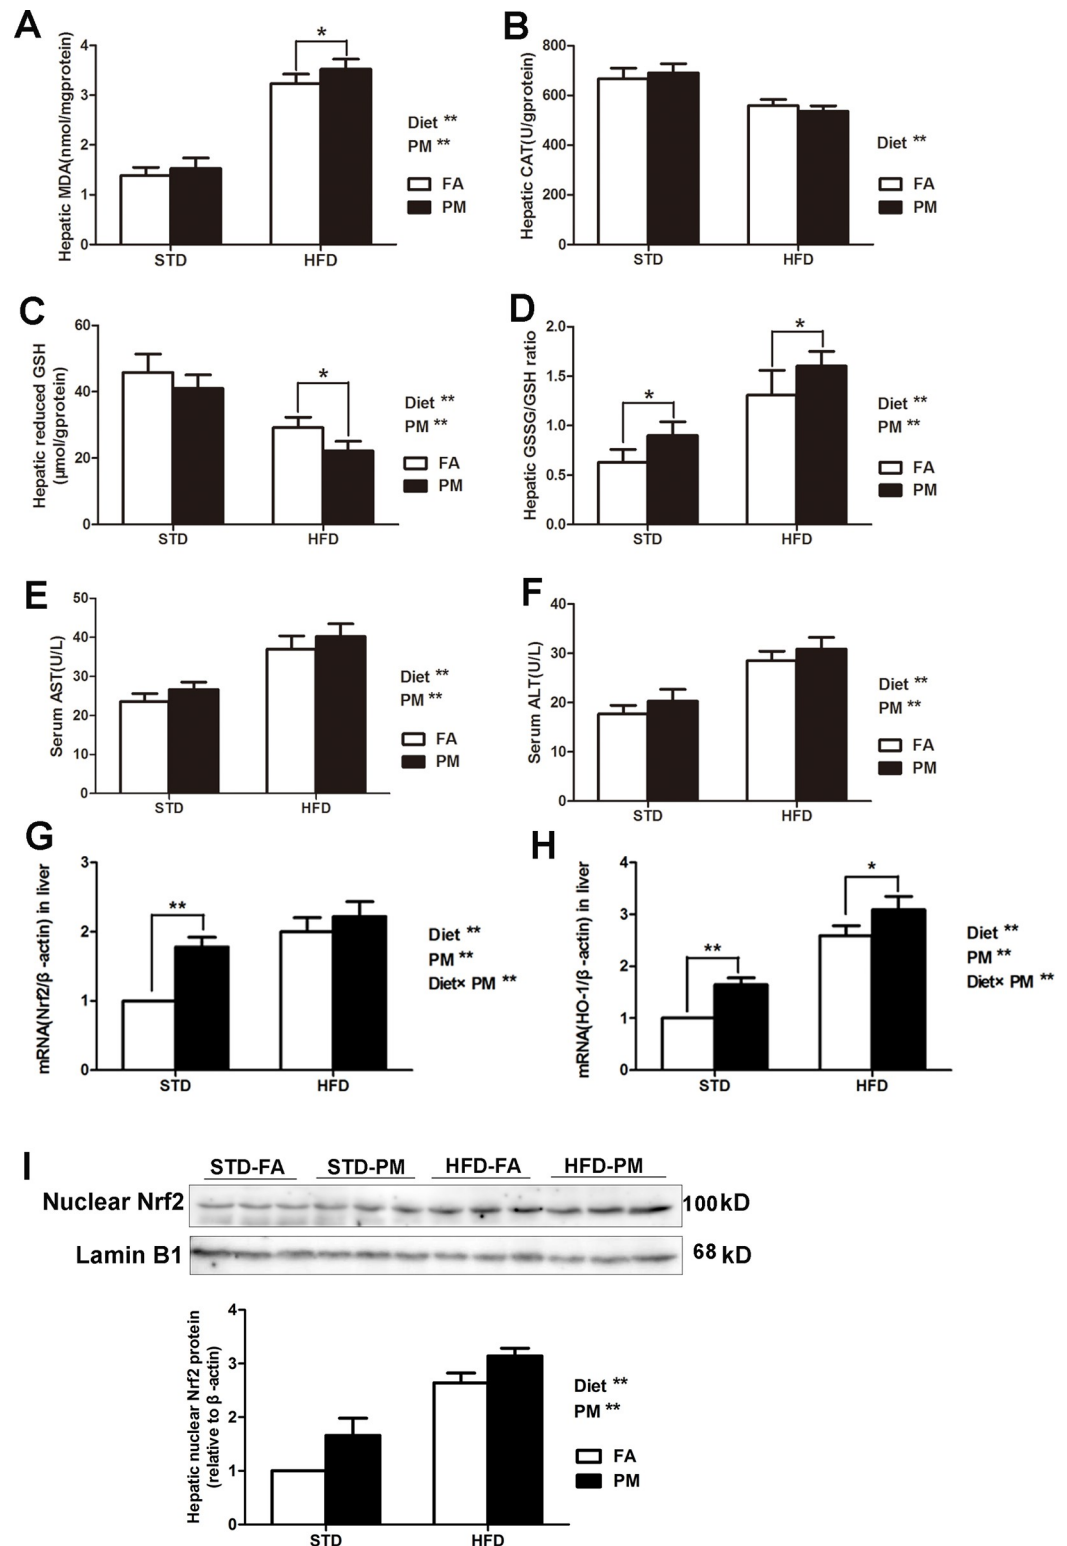 A
Hepatic MDA(nmol/mgprotein)
4
3
2
1
0
*
STD
HFD
Diet **
PM **
FA
PM
B
Hepatic CAT(U/gprotein)
800
600
400
200
0
STD
HFD
Diet **
FA
PM
C
Hepatic reduced GSH
(μmol/gprotein)
60
40
20
0
*
STD
HFD
Diet **
PM **
FA
PM
D
Hepatic GSSG/GSH ratio
2.0
1.5
1.0
0.5
0.0
*
*
STD
HFD
Diet **
PM **
FA
PM
E
Serum AST(U/L)
50
40
30
20
10
0
STD
HFD
Diet **
PM **
FA
PM
F
Serum ALT(U/L)
40
30
20
10
0
STD
HFD
Diet **
PM **
FA
PM
G
mRNA(Nrf2/β -actin) in liver
3
2
1
0
**
STD
HFD
Diet **
PM **
Diet× PM **
H
mRNA(HO-1/β -actin) in liver
4
3
2
1
0
**
*
STD
HFD
Diet **
PM **
Diet× PM **
I
STD-FA STD-PM HFD-FA HFD-PM
Nuclear Nrf2 100kD
Lamin B1 68 kD
Hepatic nuclear Nrf2 protein
(relative to β -actin)
4
3
2
1
0
STD
HFD
Diet **
PM **
FA
PM